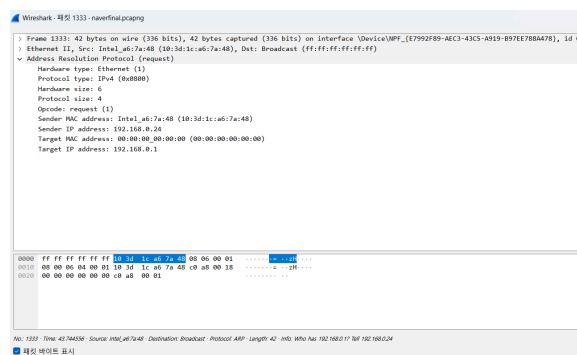 Wireshark · 패킷 1333 · naverfinal.pcapng
> Frame 1333: 42 bytes on wire (336 bits), 42 bytes captured (336 bits) on interface \Device\NPF_{E7992F89-AEC3-43C5-A919-B97EE788A478}, id
> Ethernet II, Src: Intel_a6:7a:48 (10:3d:1c:a6:7a:48), Dst: Broadcast (ff:ff:ff:ff:ff:ff)
Address Resolution Protocol (request)
Hardware type: Ethernet (1)
Protocol type: IPv4 (0x0800)
Hardware size: 6
Protocol size: 4
Opcode: request (1)
Sender MAC address: Intel_a6:7a:48 (10:3d:1c:a6:7a:48)
Sender IP address: 192.168.0.24
Target MAC address: 00:00:00_00:00:00 (00:00:00:00:00:00)
Target IP address: 192.168.0.1
0000 ff ff ff ff ff ff 10 3d 1c a6 7a 48 08 06 00 01 ·······= ··zH····
0010 08 00 06 04 00 01 10 3d 1c a6 7a 48 c0 a8 00 18 ·······= ··zH····
0020 00 00 00 00 00 00 c0 a8 00 01 ········ ··
No.: 1333 · Time: 43.744556 · Source: Intel_a6:7a:48 · Destination: Broadcast · Protocol: ARP · Length: 42 · Info: Who has 192.168.0.1? Tell 192.168.0.24
패킷 바이트 표시